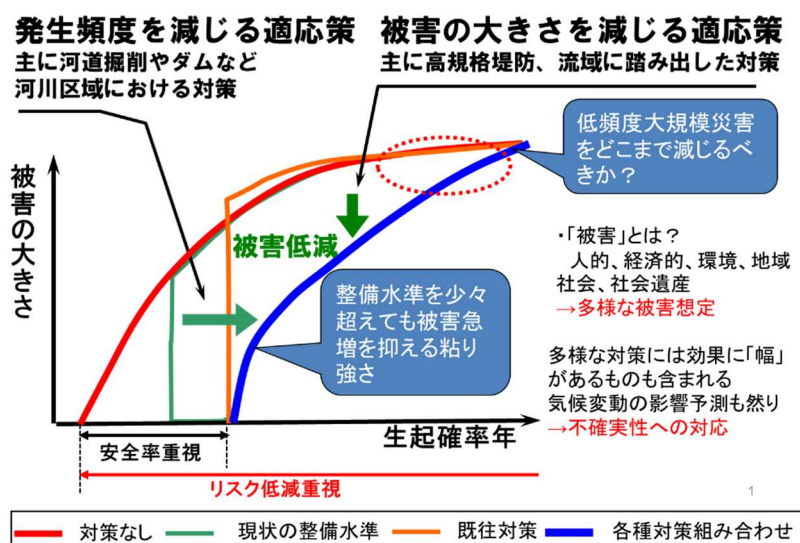 発生頻度を減じる適応策
主に河道掘削やダムなど
河川区域における対策
被害の大きさを減じる適応策
主に高規格堤防、流域に踏み出した対策
低頻度大規模災害
をどこまで減じるべ
きか？
被害の大きさ
被害低減
整備水準を少々
超えても被害急
増を抑える粘り
強さ
・「被害」とは？
人的、経済的、環境、地域
社会、社会遺産
→多様な被害想定
多様な対策には効果に「幅」
があるものも含まれる
気候変動の影響予測も然り
→不確実性への対応
生起確率年
安全率重視
リスク低減重視
1
対策なし
現状の整備水準
既往対策
各種対策組み合わせ